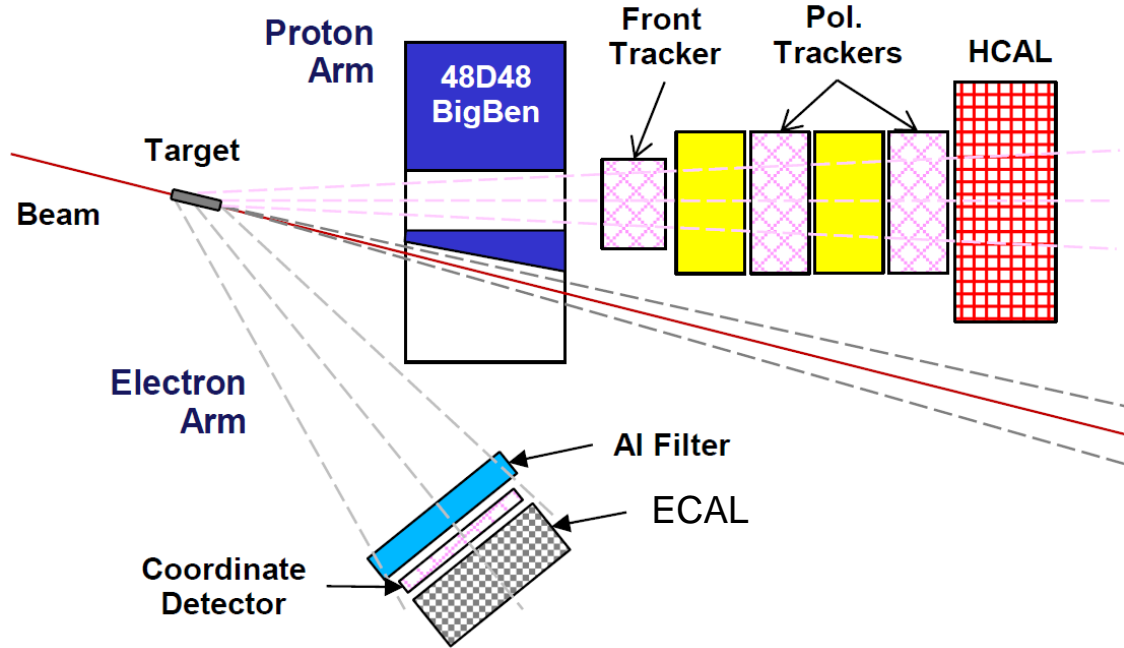 Proton
Arm
48D48
BigBen
Front
Tracker
Pol.
Trackers
HCAL
Target
Beam
Electron
Arm
Al Filter
ECAL
Coordinate
Detector